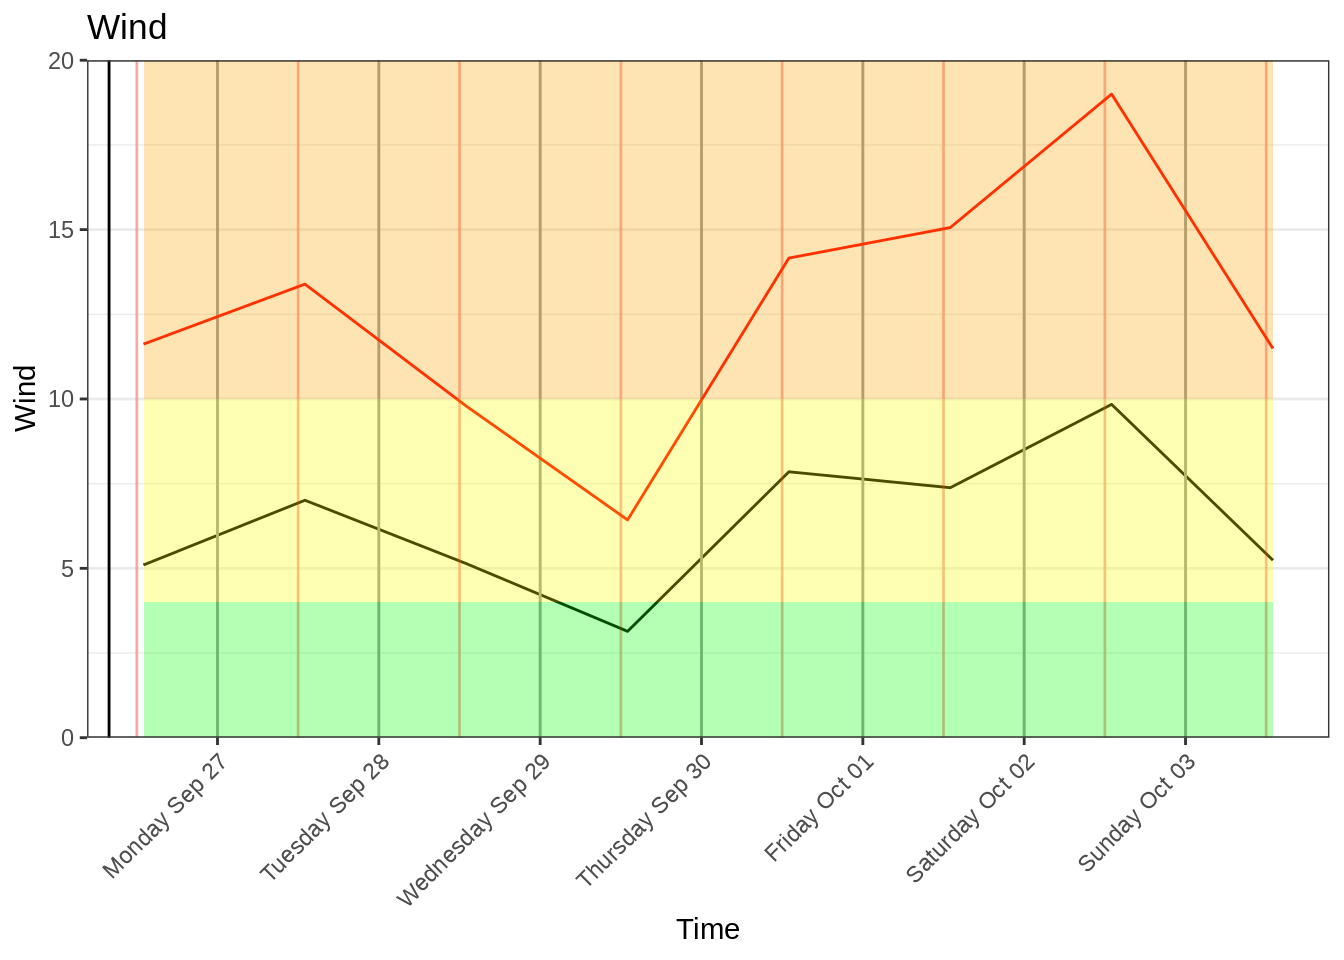 Wind
20
15
10
5
0
Wind
Monday Sep 27
Tuesday Sep 28
Wednesday Sep 29
Thursday Sep 30
Friday Oct 01
Saturday Oct 02
Sunday Oct 03
Time